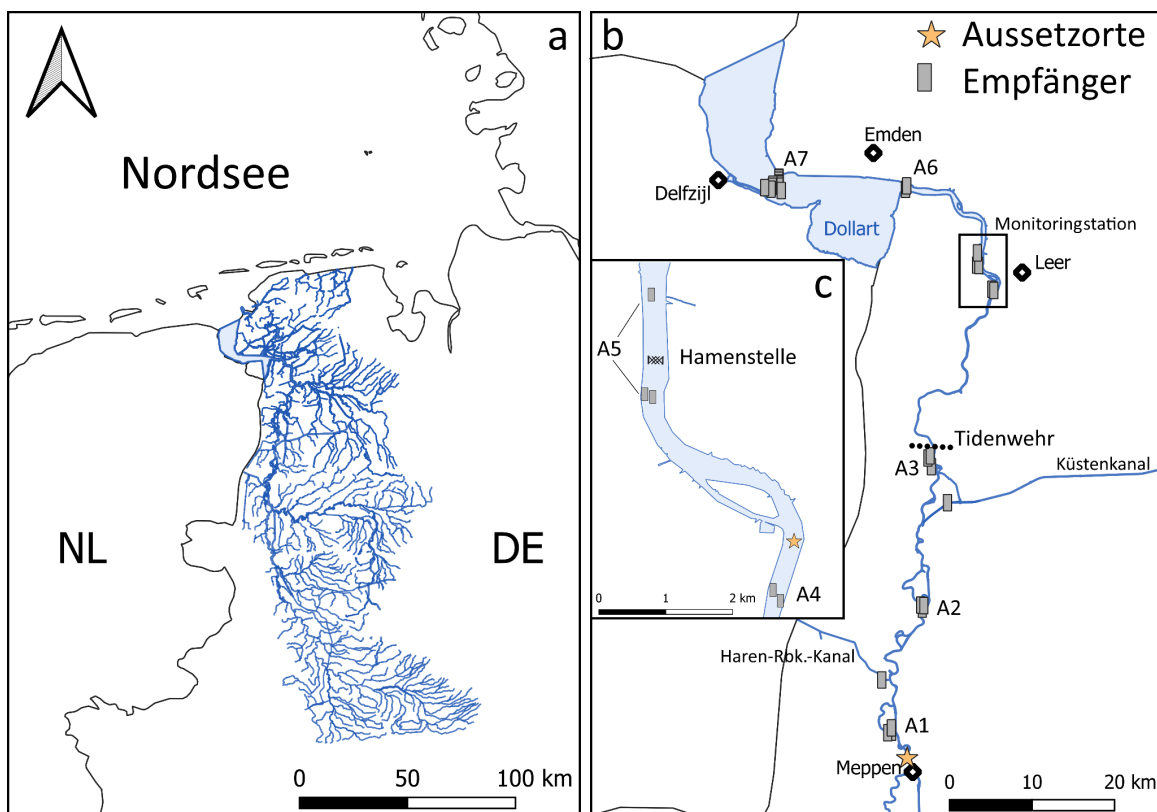 a
Nordsee
NL
DE
0 50 100 km
b
Aussetzorte
Empfänger
Emden
A7
A6
Delfzijl
Dollart
Monitoringstation
Leer
c
A5
Hamenstelle
A4
0 1 2 km
Tidenwehr
A3
Küstenkanal
A2
Haren-Rbk.-Kanal
A1
Meppen
0 10 20 km